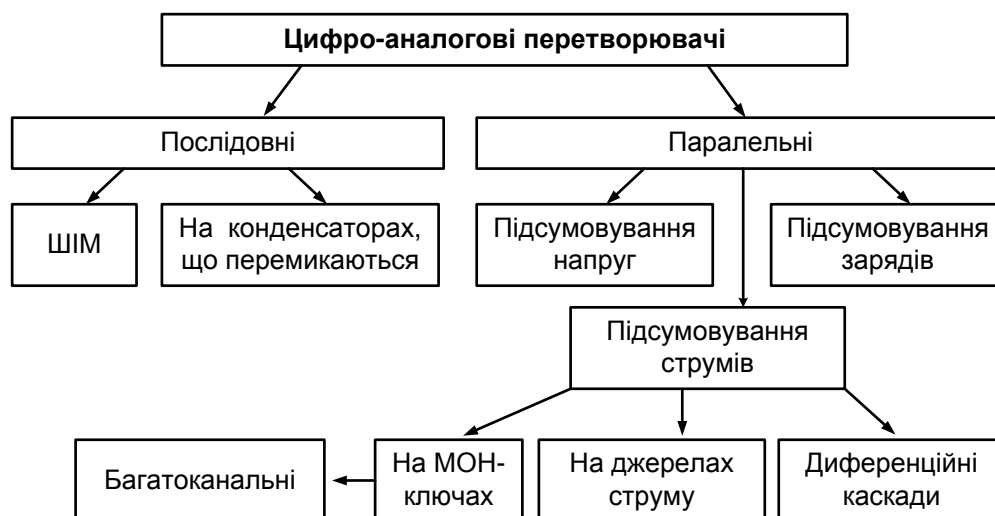 Цифро-аналогові перетворювачі
Послідовні
Паралельні
ШІМ
На конденсаторах,
що перемикаються
Підсумовування
напруг
Підсумовування
зарядів
Підсумовування
струмів
Багатоканальні
На МОН-
ключах
На джерелах
струму
Диференційні
каскади